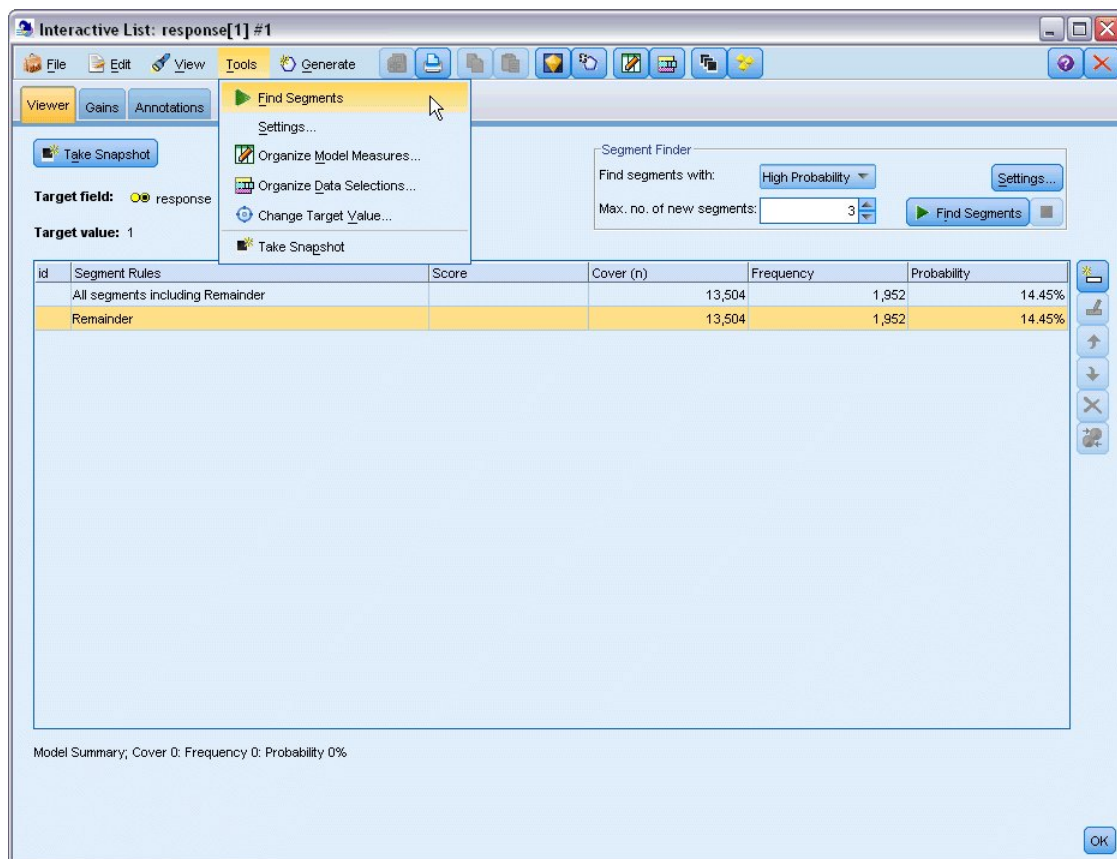 Interactive List: response[1] #1
File Edit View Tools Generate
Viewer Gains Annotations
Find Segments
Settings...
Organize Model Measures...
Organize Data Selections...
Change Target Value...
Take Snapshot
Take Snapshot
Target field: response
Target value: 1
Segment Finder
Find segments with: High Probability Settings...
Max. no. of new segments: 3 Find Segments
id Segment Rules Score Cover (n) Frequency Probability
All segments including Remainder 13,504 1,952 14.45%
Remainder 13,504 1,952 14.45%
Model Summary; Cover 0: Frequency 0: Probability 0%
OK